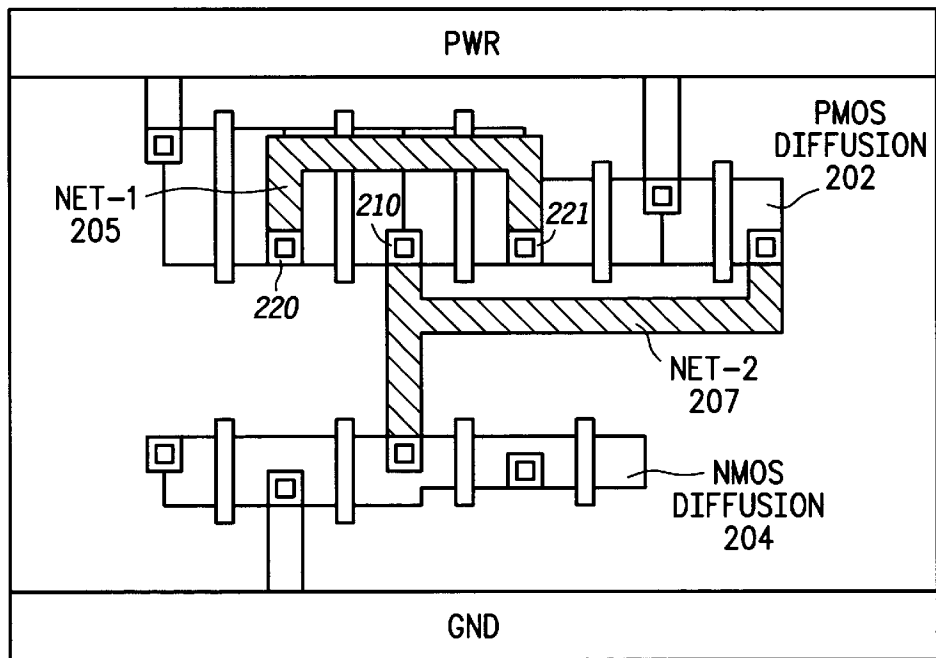 PWR
PMOS
DIFFUSION
202
NET-1
205
210
221
220
NET-2
207
NMOS
DIFFUSION
204
GND